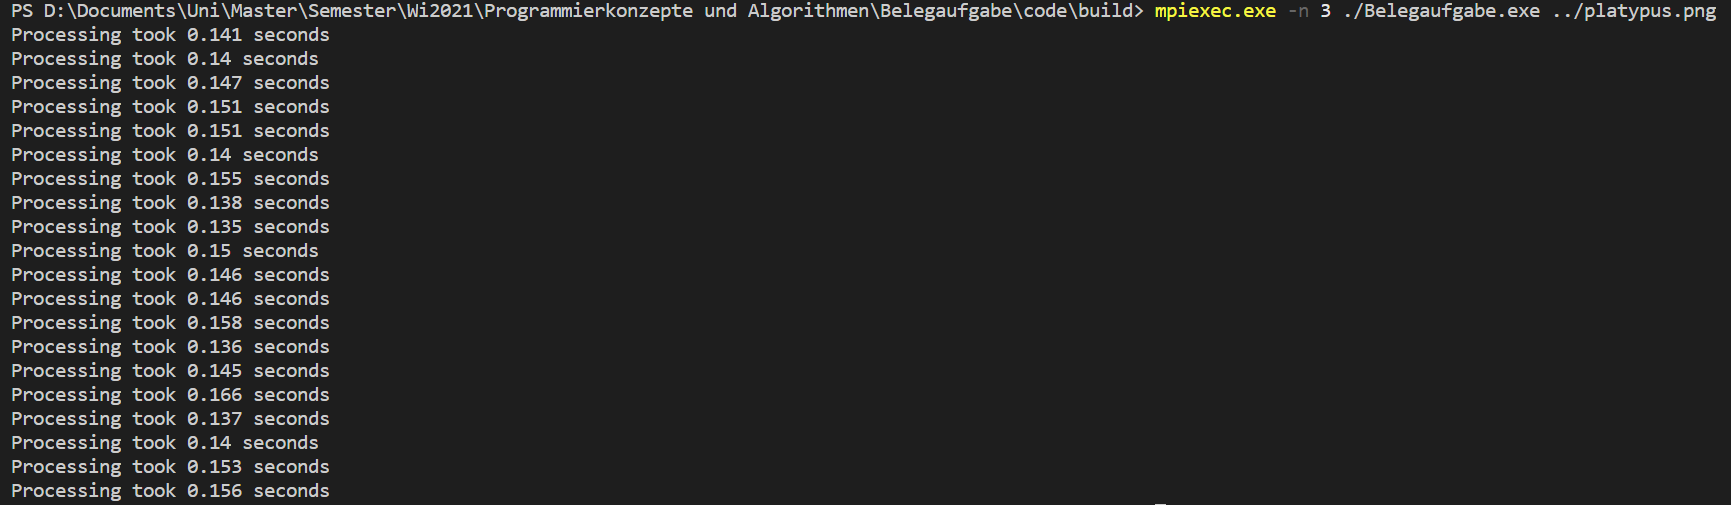 PS D:\Documents\Uni\Master\Semester\Wi2021\Programmierkonzepte und Algorithmen\Belegaufgabe\code\build> mpiexec.exe -n 3 ./Belegaufgabe.exe ../platypus.png
Processing took 0.141 seconds
Processing took 0.14 seconds
Processing took 0.147 seconds
Processing took 0.151 seconds
Processing took 0.151 seconds
Processing took 0.14 seconds
Processing took 0.155 seconds
Processing took 0.138 seconds
Processing took 0.135 seconds
Processing took 0.15 seconds
Processing took 0.146 seconds
Processing took 0.146 seconds
Processing took 0.158 seconds
Processing took 0.136 seconds
Processing took 0.145 seconds
Processing took 0.166 seconds
Processing took 0.137 seconds
Processing took 0.14 seconds
Processing took 0.153 seconds
Processing took 0.156 seconds